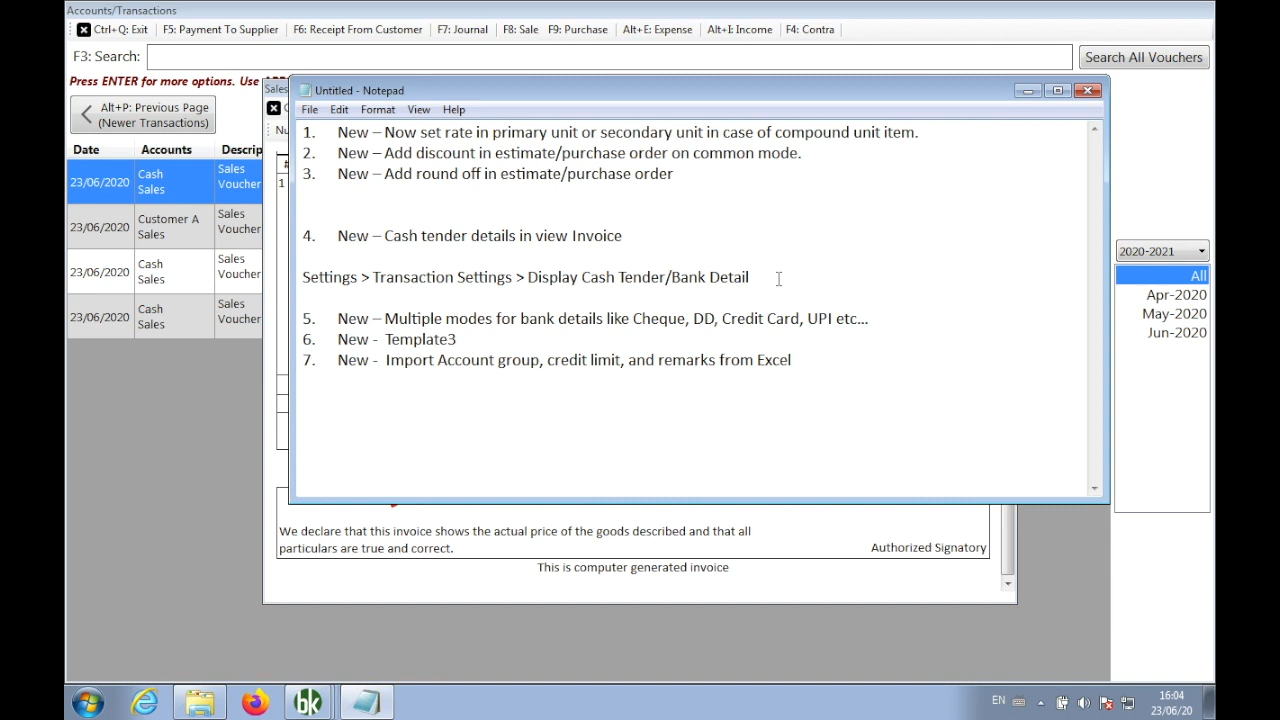 Accounts/Transactions
Ctrl+Q: Exit F5: Payment To Supplier F6: Receipt From Customer F7: Journal F8: Sale F9: Purchase Alt+E: Expense Alt+I: Income F4: Contra
F3: Search: Search All Vouchers
Press ENTER for more options. Use
Sales
Untitled - Notepad
Alt+P: Previous Page
(Newer Transactions)
File Edit Format View Help
Nu
Date Accounts Descrip
#
1
23/06/2020 Cash Sales Sales Voucher
23/06/2020 Customer A Sales Sales Voucher
23/06/2020 Cash Sales Sales Voucher
23/06/2020 Cash Sales Sales Voucher
1. New – Now set rate in primary unit or secondary unit in case of compound unit item.
2. New – Add discount in estimate/purchase order on common mode.
3. New – Add round off in estimate/purchase order
4. New – Cash tender details in view Invoice
Settings > Transaction Settings > Display Cash Tender/Bank Detail
5. New – Multiple modes for bank details like Cheque, DD, Credit Card, UPI etc...
6. New - Template3
7. New - Import Account group, credit limit, and remarks from Excel
2020-2021
All
Apr-2020
May-2020
Jun-2020
We declare that this invoice shows the actual price of the goods described and that all
particulars are true and correct.
Authorized Signatory
This is computer generated invoice
bk
EN
16:04
23/06/20